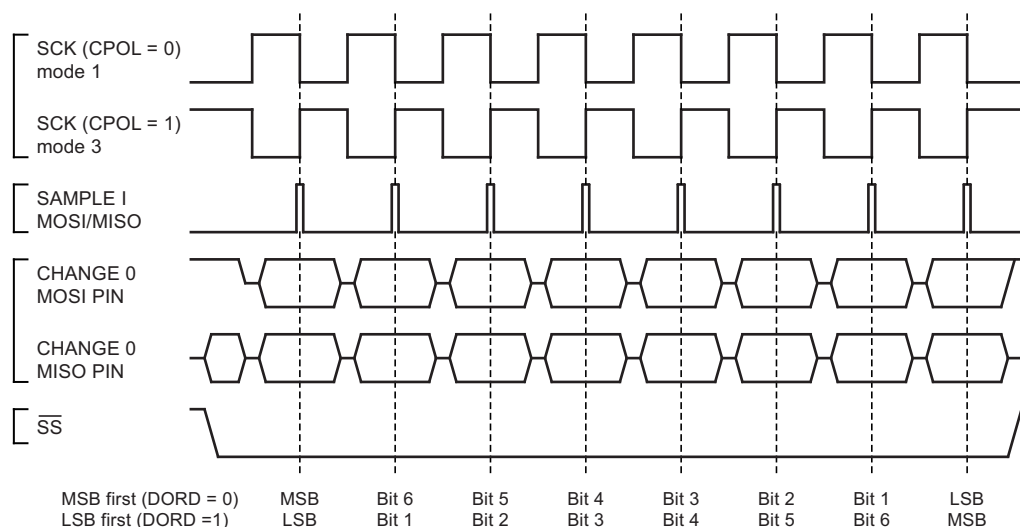 SCK (CPOL = 0)
mode 1
SCK (CPOL = 1)
mode 3
SAMPLE I
MOSI/MISO
CHANGE 0
MOSI PIN
CHANGE 0
MISO PIN
SS
MSB first (DORD = 0) MSB Bit 6 Bit 5 Bit 4 Bit 3 Bit 2 Bit 1 LSB
LSB first (DORD =1) LSB Bit 1 Bit 2 Bit 3 Bit 4 Bit 5 Bit 6 MSB